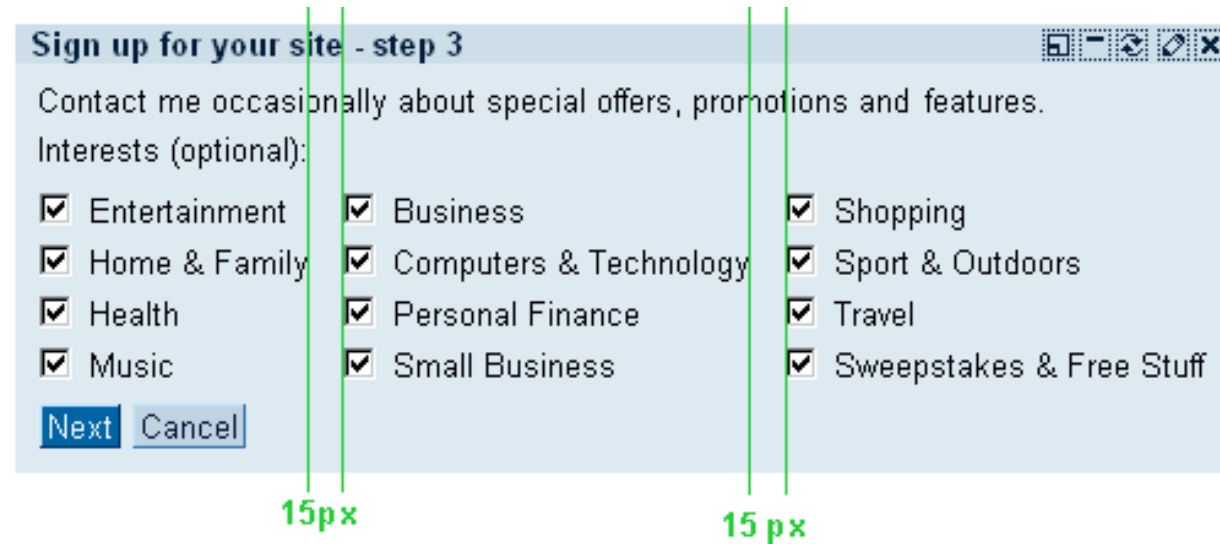 Sign up for your site - step 3
Contact me occasionally about special offers, promotions and features.
Interests (optional):
Entertainment Business Shopping
Home & Family Computers & Technology Sport & Outdoors
Health Personal Finance Travel
Music Small Business Sweepstakes & Free Stuff
Next Cancel
15px 15 px